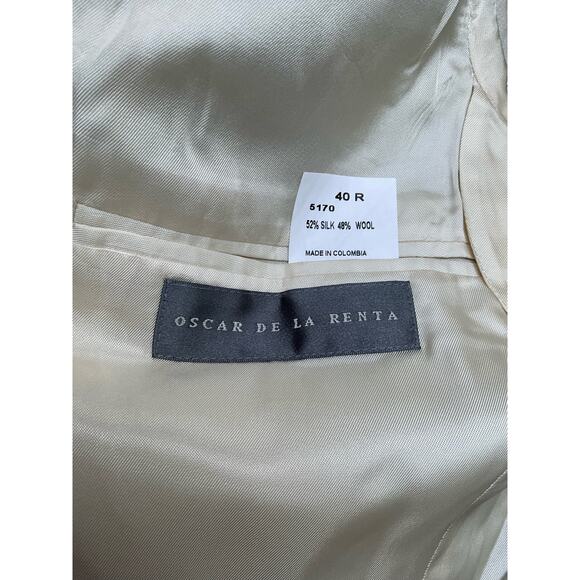 40 R
5170
52% SILK 48% WOOL
MADE IN COLOMBIA
OSCAR DE LA RENTA